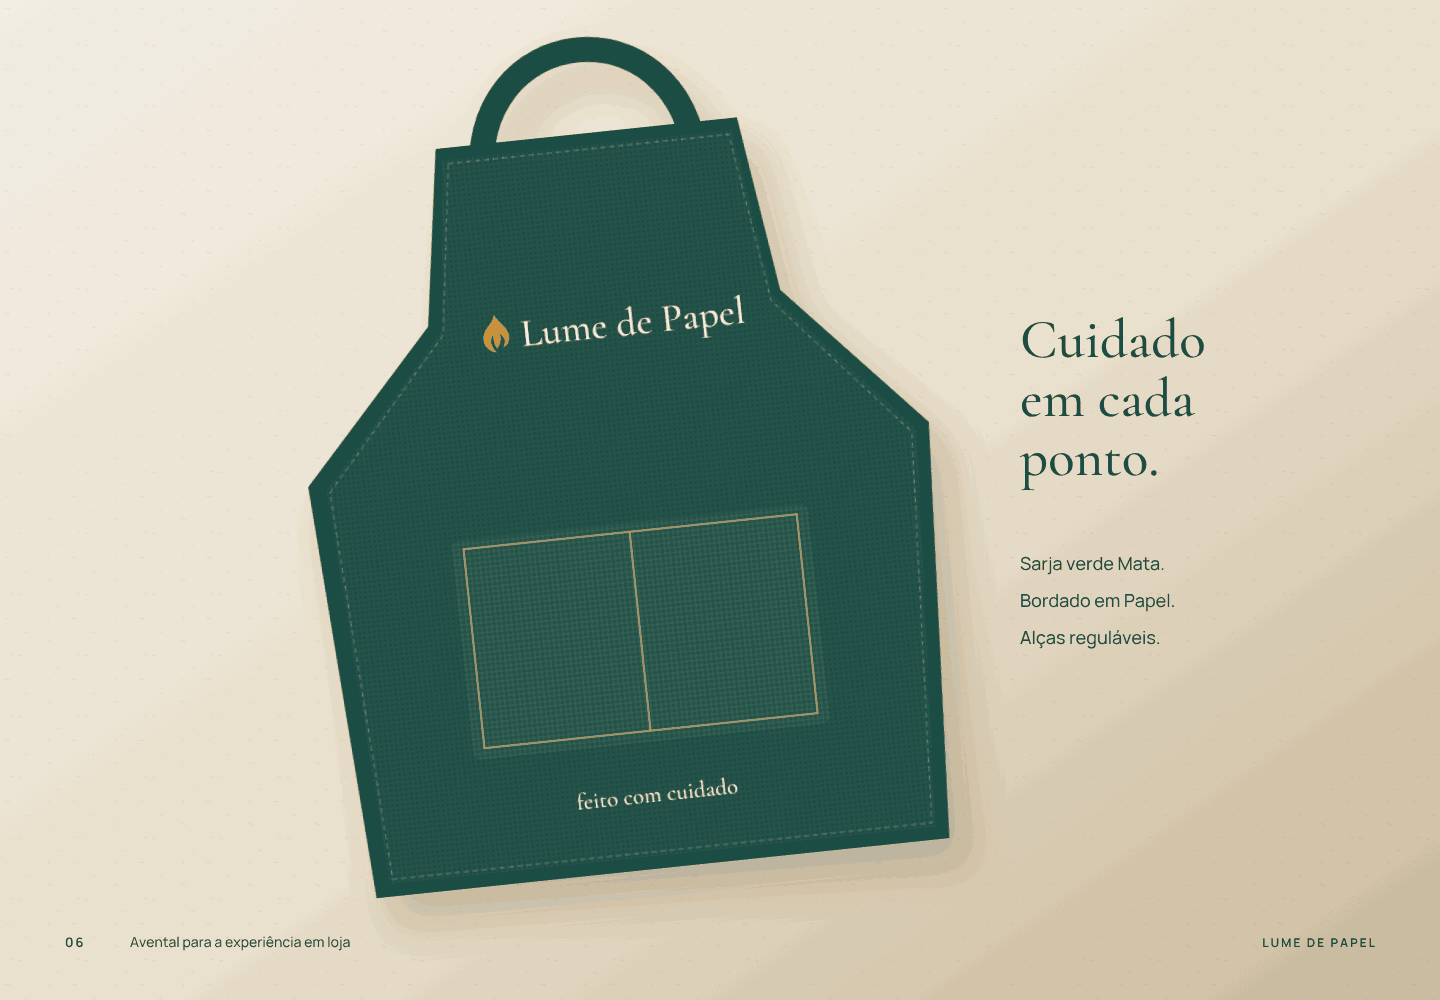 Lume de Papel
feito com cuidado
Cuidado
em cada
ponto.
Sarja verde Mata.
Bordado em Papel.
Alças reguláveis.
06
Avental para a experiência em loja
LUME DE PAPEL